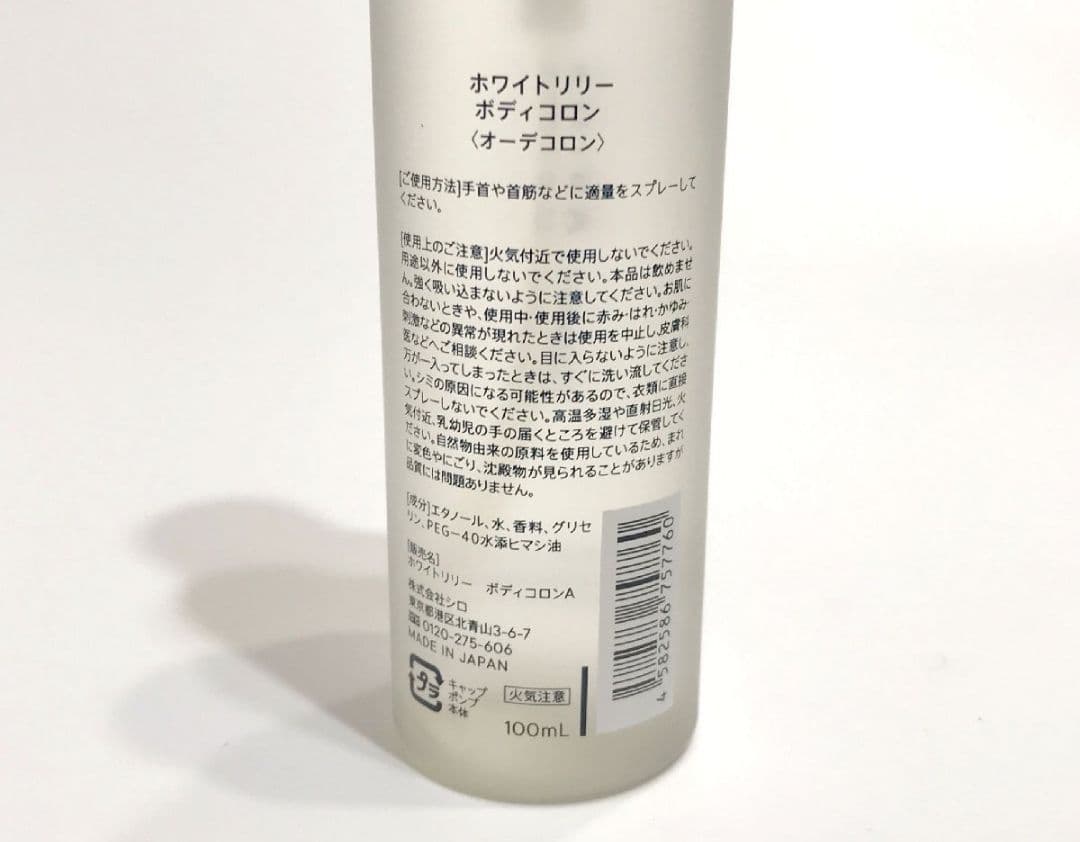 ホワイトリリー
ボディコロン
〈オーデコロン〉
[ご使用方法]手首や首筋などに適量をスプレーして
ください。
[使用上のご注意]火気付近で使用しないでください。
用途以外に使用しないでください。本品は飲めませ
ん。強く吸い込まないように注意してください。お肌に
合わないときや、使用中・使用後に赤み・はれ・かゆみ・
刺激などの異常が現れたときは使用を中止し、皮膚科
医などへご相談ください。目に入らないように注意し、
万が一入ってしまったときは、すぐに洗い流してくださ
い。シミの原因になる可能性があるので、衣類に直接
スプレーしないでください。高温多湿や直射日光、火
気付近、乳幼児の手の届くところを避けて保管してく
ださい。自然物由来の原料を使用しているため、まれ
に変色やにごり、沈殿物が見られることがありますが
品質には問題ありません。
[成分]エタノール、水、香料、グリセ
リン、PEG－40水添ヒマシ油
[販売名]
ホワイトリリー　ボディコロンA
株式会社シロ
東京都港区北青山3-6-7
0120-275-606
MADE IN JAPAN
プラ
キャップ
ポンプ
本体
火気注意
100mL
4582586757760